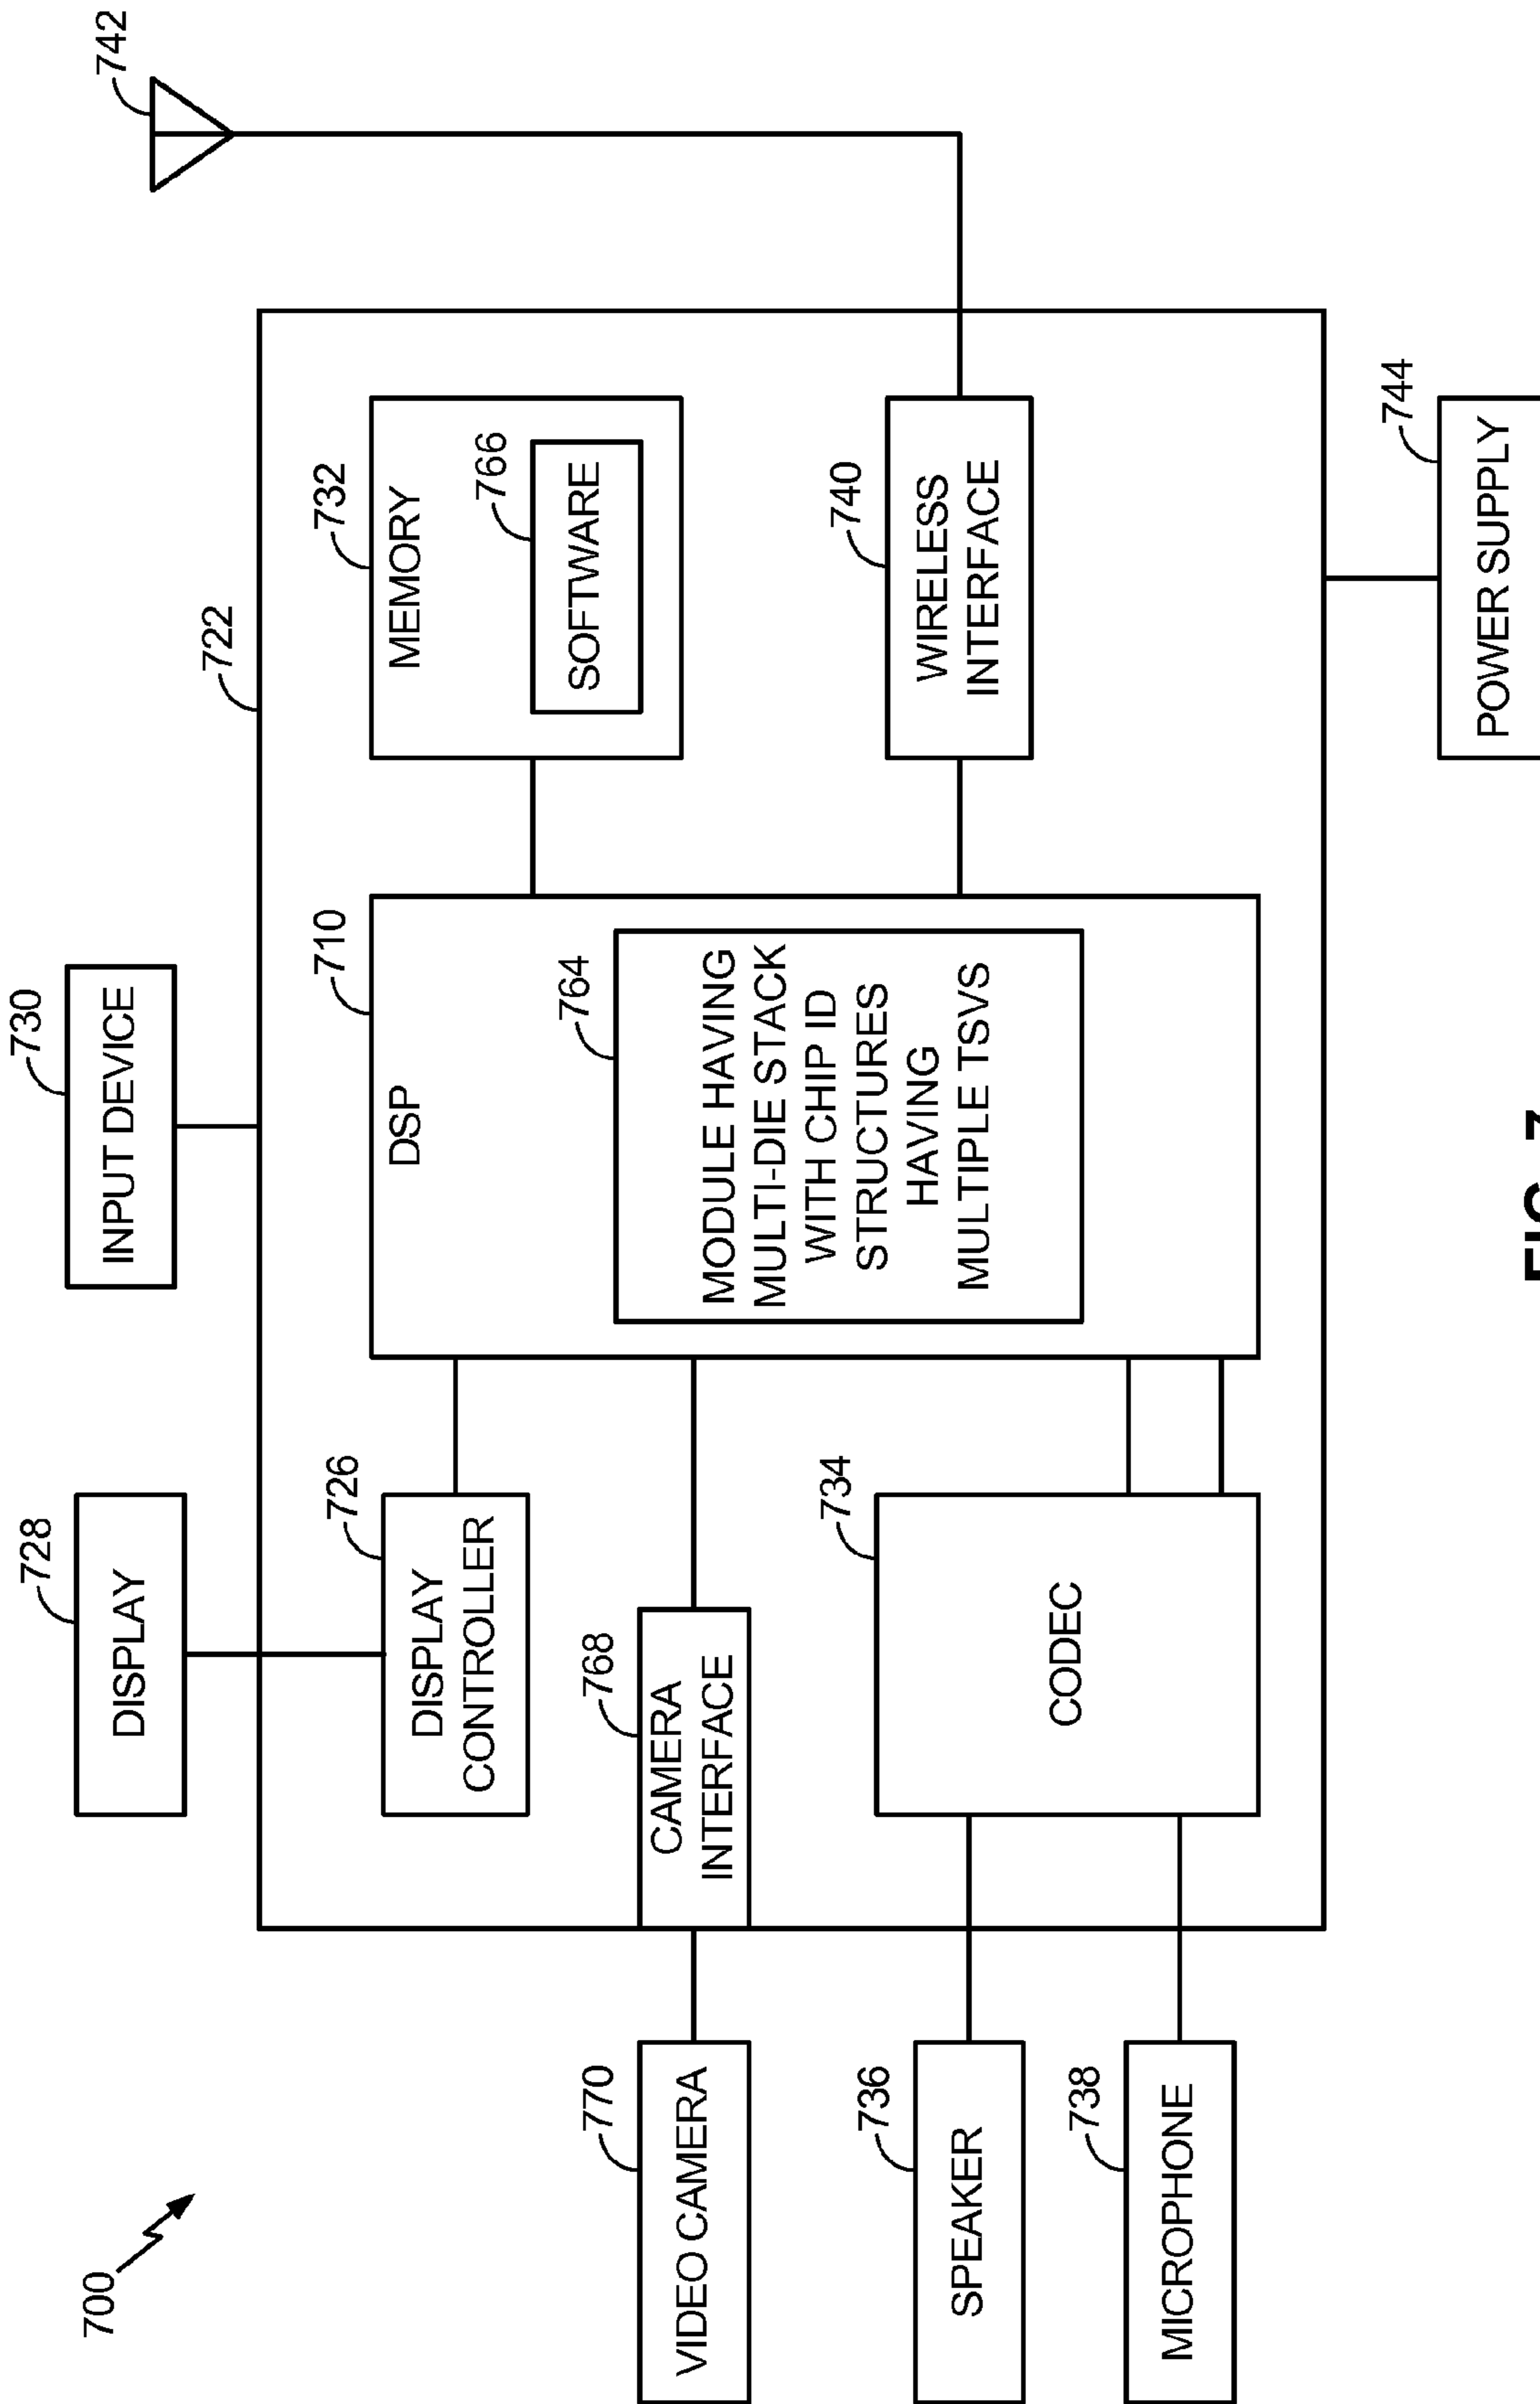 700
728
DISPLAY
730
INPUT DEVICE
742
722
726
DISPLAY
CONTROLLER
710
DSP
764
MODULE HAVING
MULTI-DIE STACK
WITH CHIP ID
STRUCTURES
HAVING
MULTIPLE TSVS
732
MEMORY
766
SOFTWARE
770
VIDEO CAMERA
768
CAMERA
INTERFACE
734
CODEC
740
WIRELESS
INTERFACE
736
SPEAKER
738
MICROPHONE
744
POWER SUPPLY
FIG. 7